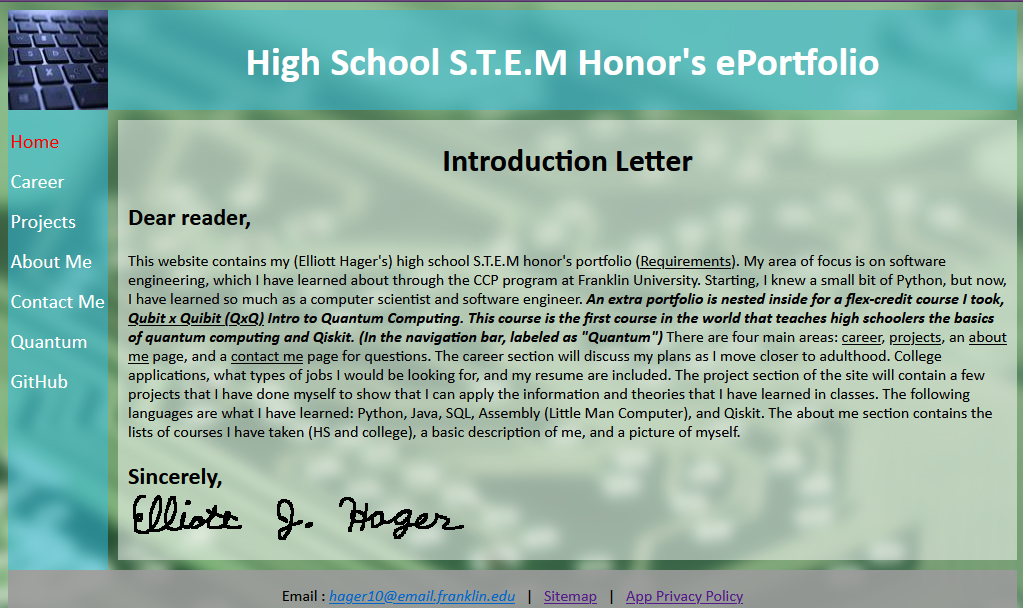 High School S.T.E.M Honor's ePortfolio
Home
Career
Projects
About Me
Contact Me
Quantum
GitHub
Introduction Letter
Dear reader,
This website contains my (Elliott Hager's) high school S.T.E.M honor's portfolio (Requirements). My area of focus is on software
engineering, which I have learned about through the CCP program at Franklin University. Starting, I knew a small bit of Python, but now,
I have learned so much as a computer scientist and software engineer. An extra portfolio is nested inside for a flex-credit course I took,
Qubit x Quibit (QxQ) Intro to Quantum Computing. This course is the first course in the world that teaches high schoolers the basics
of quantum computing and Qiskit. (In the navigation bar, labeled as "Quantum") There are four main areas: career, projects, an about
me page, and a contact me page for questions. The career section will discuss my plans as I move closer to adulthood. College
applications, what types of jobs I would be looking for, and my resume are included. The project section of the site will contain a few
projects that I have done myself to show that I can apply the information and theories that I have learned in classes. The following
languages are what I have learned: Python, Java, SQL, Assembly (Little Man Computer), and Qiskit. The about me section contains the
lists of courses I have taken (HS and college), a basic description of me, and a picture of myself.
Sincerely,
Elliott J. Hager
Email : hager10@email.franklin.edu | Sitemap | App Privacy Policy